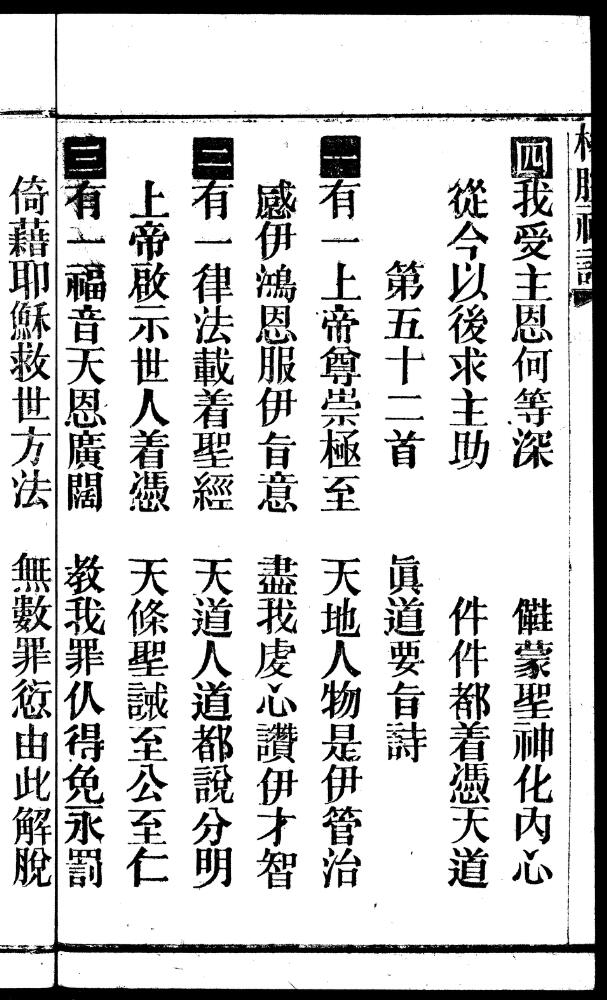 四 我受主恩何等深 僅蒙聖神化內心
從今以後求主助 件件都着憑天道
第五十二首 眞道要旨詩
一 有一上帝尊崇極至 天地人物是伊管治
感伊鴻恩服伊旨意 盡我虔心讚伊才智
二 有一律法載着聖經 天道人道都說分明
上帝啟示世人着憑 天條聖誡至公至仁
三 有一福音天恩廣闊 教我罪仆得免永罰
倚藉耶穌救世方法 無數罪愆由此解脫